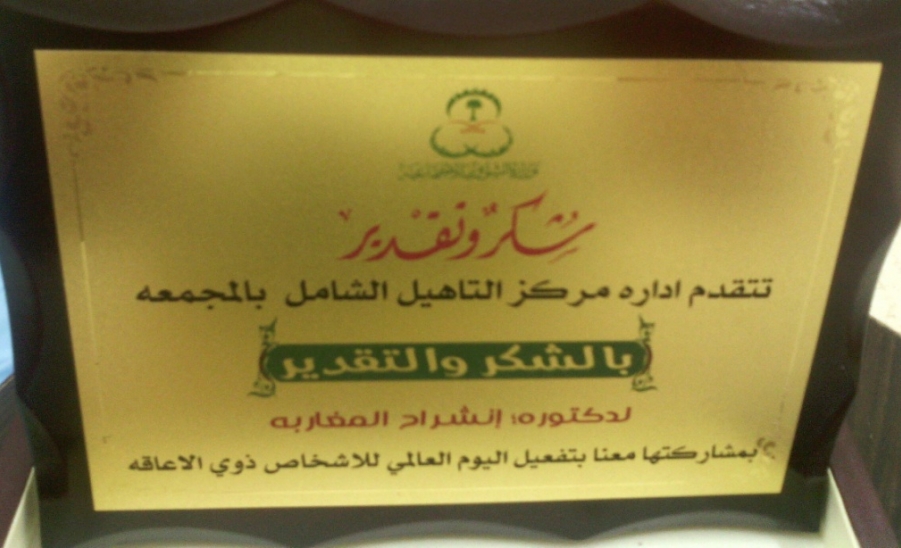 شكر وتقدير
تتقدم اداره مركز التاهيل الشامل بالمجمعه
بالشكر والتقدير
لدكتوره: إنشراح المغاربه
بمشاركتها معنا بتفعيل اليوم العالمي للاشخاص ذوي الاعاقه